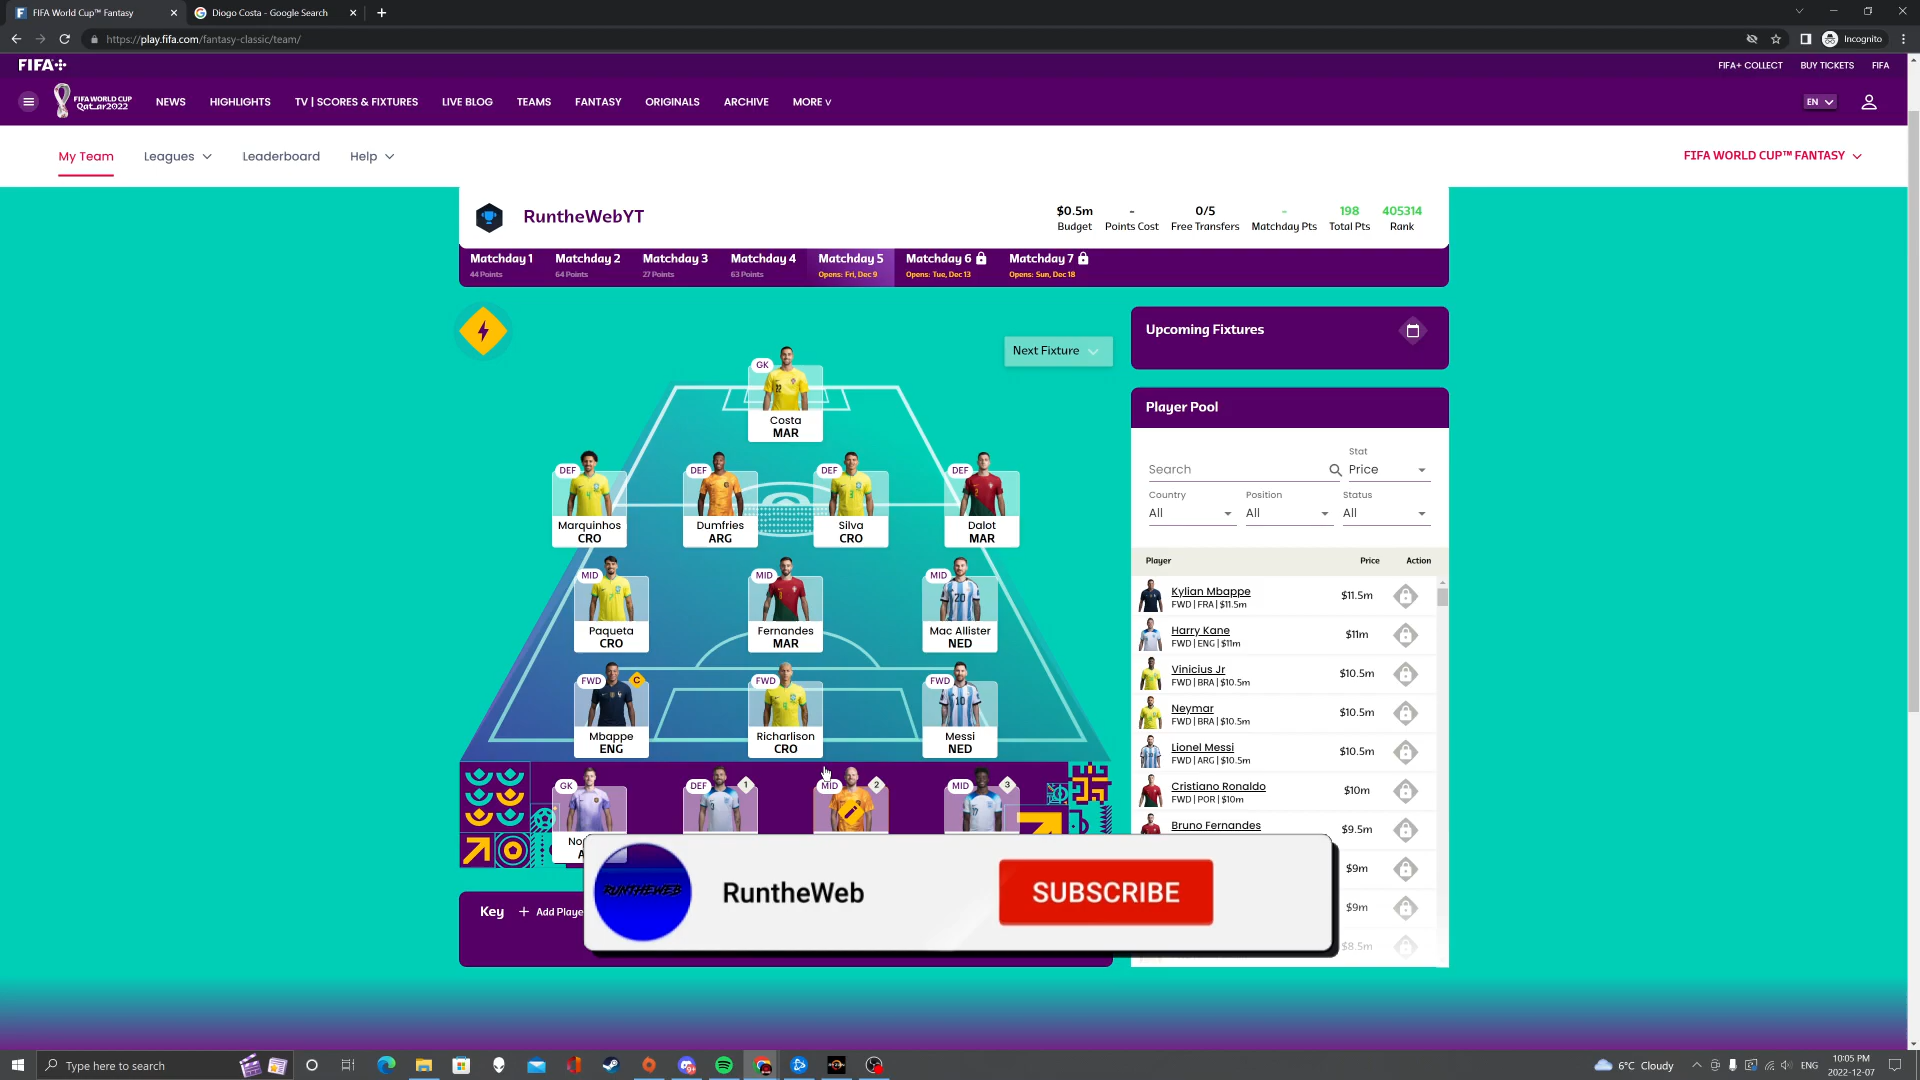 FIFA World Cup™ Fantasy
Diogo Costa - Google Search
https://play.fifa.com/fantasy-classic/team/
Incognito
FIFA+
FIFA+ COLLECT
BUY TICKETS
FIFA
FIFA WORLD CUP
Qatar2022
NEWS
HIGHLIGHTS
TV | SCORES & FIXTURES
LIVE BLOG
TEAMS
FANTASY
ORIGINALS
ARCHIVE
MORE
EN
My Team
Leagues
Leaderboard
Help
FIFA WORLD CUP™ FANTASY
RuntheWebYT
$0.5m
Budget
-
Points Cost
0/5
Free Transfers
-
Matchday Pts
198
Total Pts
405314
Rank
Matchday 1
44 Points
Matchday 2
64 Points
Matchday 3
27 Points
Matchday 4
63 Points
Matchday 5
Opens: Fri, Dec 9
Matchday 6
Opens: Tue, Dec 13
Matchday 7
Opens: Sun, Dec 18
Next Fixture
GK
Costa
MAR
DEF
Marquinhos
CRO
DEF
Dumfries
ARG
DEF
Silva
CRO
DEF
Dalot
MAR
MID
Paqueta
CRO
MID
Fernandes
MAR
MID
Mac Allister
NED
FWD
C
Mbappe
ENG
FWD
Richarlison
CRO
FWD
Messi
NED
GK
DEF
1
MID
2
MID
3
Key
+ Add Playe
RUNTHEWEB
RuntheWeb
SUBSCRIBE
Upcoming Fixtures
Player Pool
Search
Stat
Price
Country
All
Position
All
Status
All
Player
Price
Action
Kylian Mbappe
FWD | FRA | $11.5m
$11.5m
Harry Kane
FWD | ENG | $11m
$11m
Vinicius Jr
FWD | BRA | $10.5m
$10.5m
Neymar
FWD | BRA | $10.5m
$10.5m
Lionel Messi
FWD | ARG | $10.5m
$10.5m
Cristiano Ronaldo
FWD | POR | $10m
$10m
Bruno Fernandes
$9.5m
$9m
$9m
$8.5m
Type here to search
6°C Cloudy
ENG
10:05 PM
2022-12-07